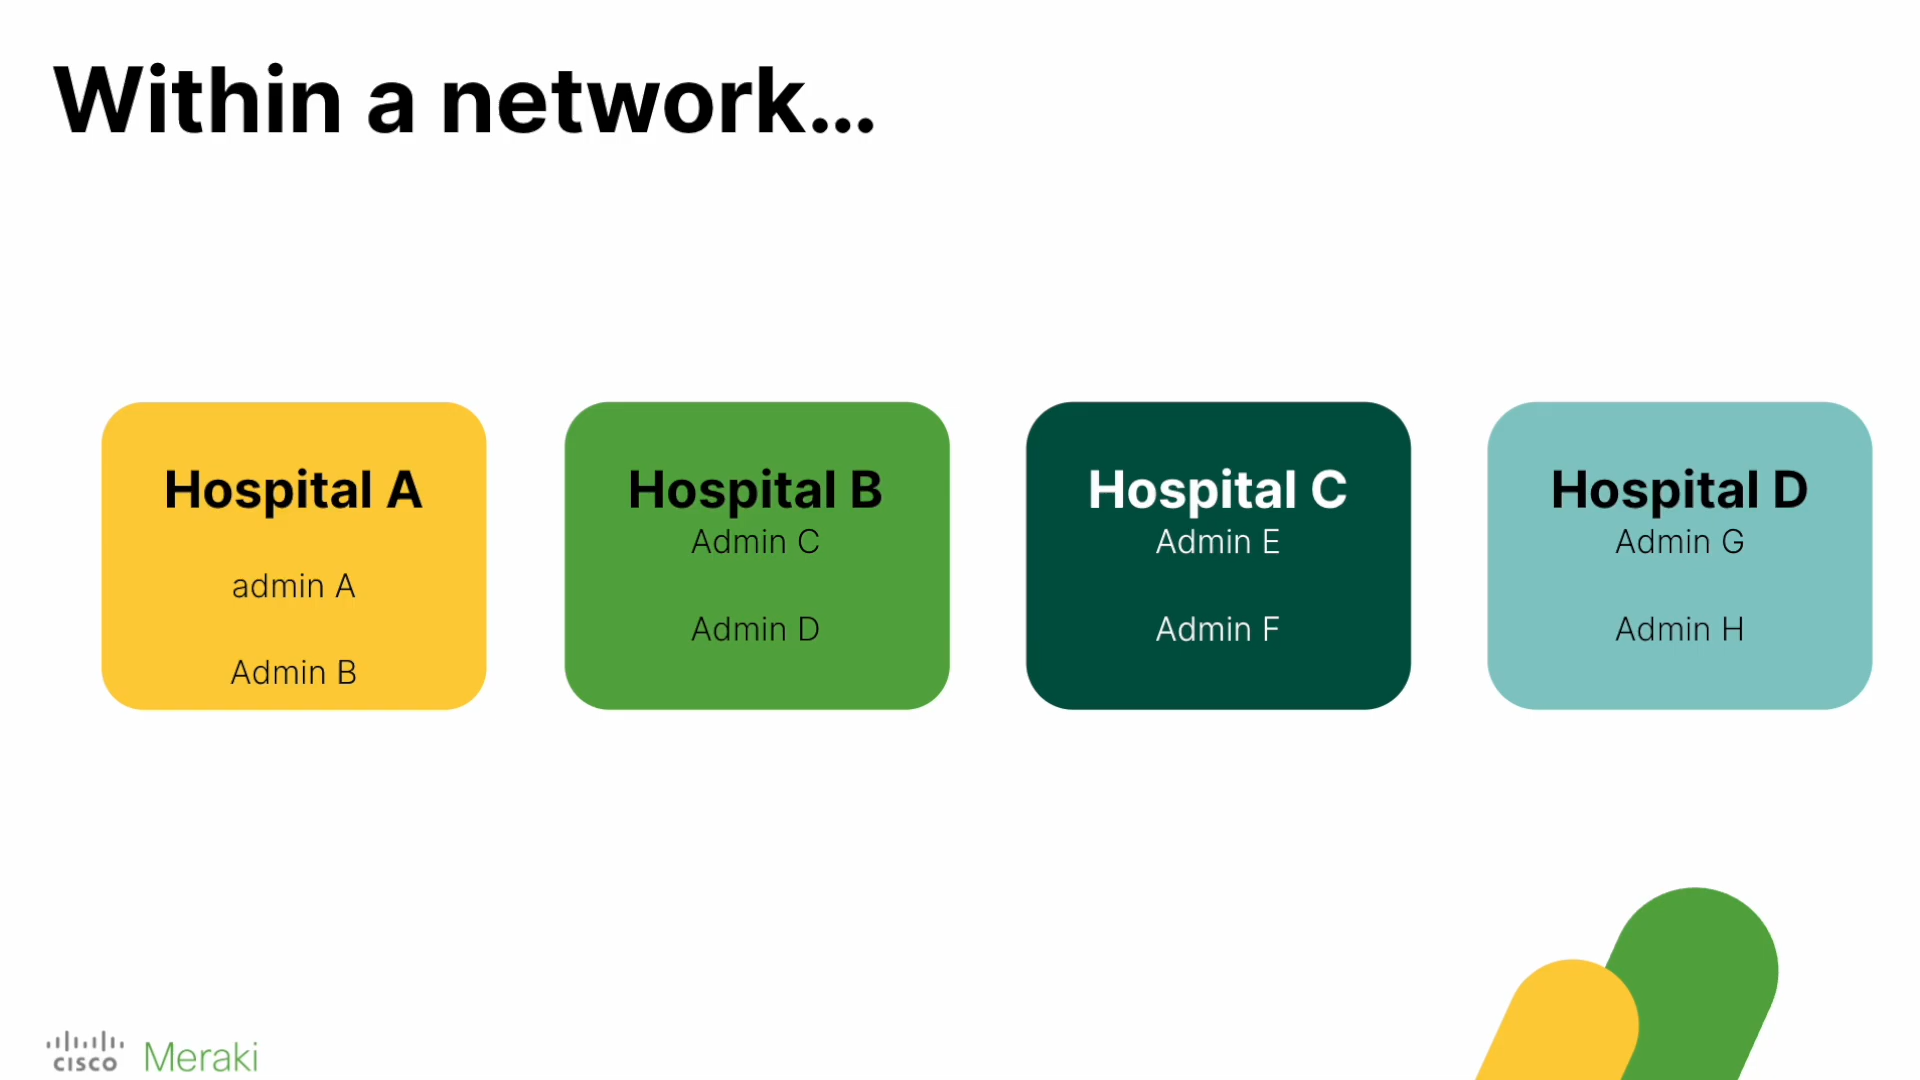 Within a network...
Hospital A
admin A
Admin B
Hospital B
Admin C
Admin D
Hospital C
Admin E
Admin F
Hospital D
Admin G
Admin H
CISCO Meraki